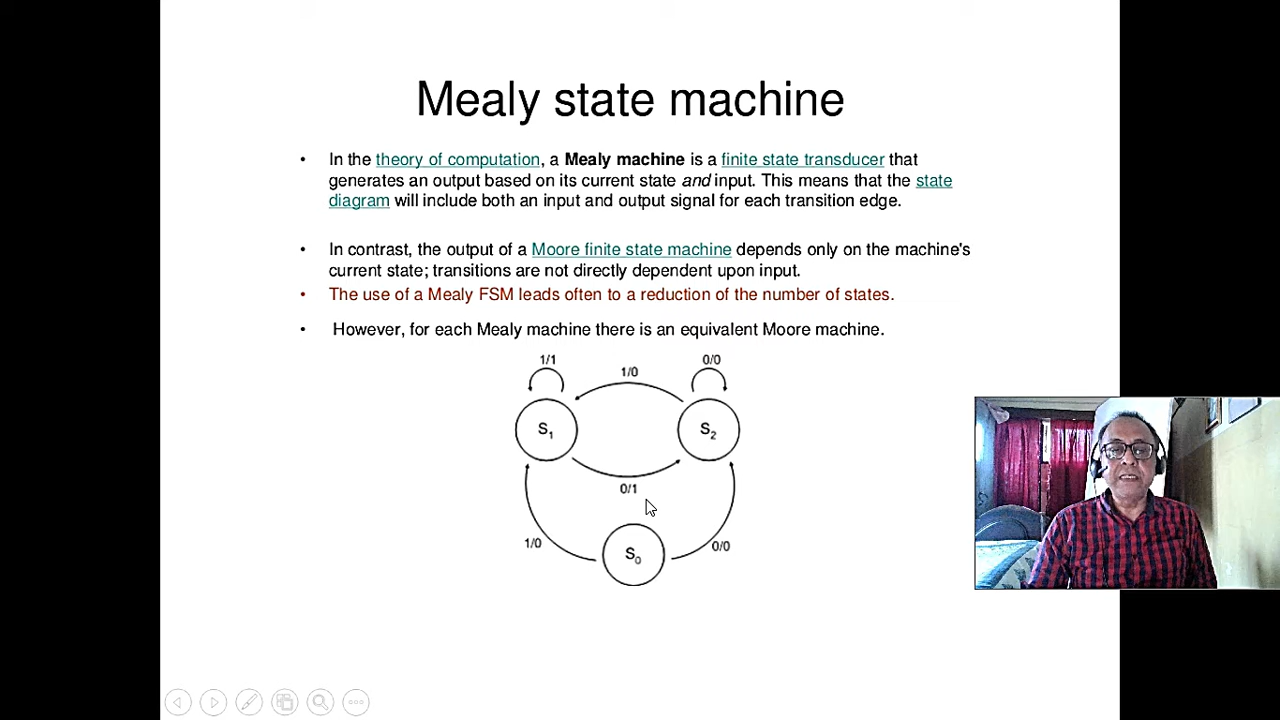 Mealy state machine
• In the theory of computation, a Mealy machine is a finite state transducer that
generates an output based on its current state and input. This means that the state
diagram will include both an input and output signal for each transition edge.
• In contrast, the output of a Moore finite state machine depends only on the machine's
current state; transitions are not directly dependent upon input.
• The use of a Mealy FSM leads often to a reduction of the number of states.
• However, for each Mealy machine there is an equivalent Moore machine.
1/1
0/0
1/0
S1
S2
0/1
1/0
S0
0/0